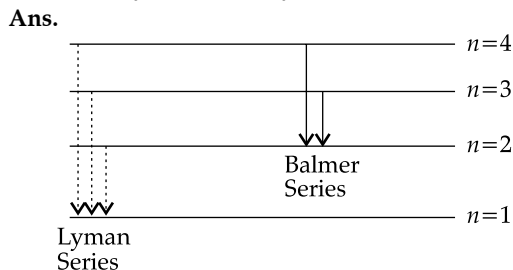 Ans.
n=4
n=3
n=2
Balmer
Series
n=1
Lyman
Series